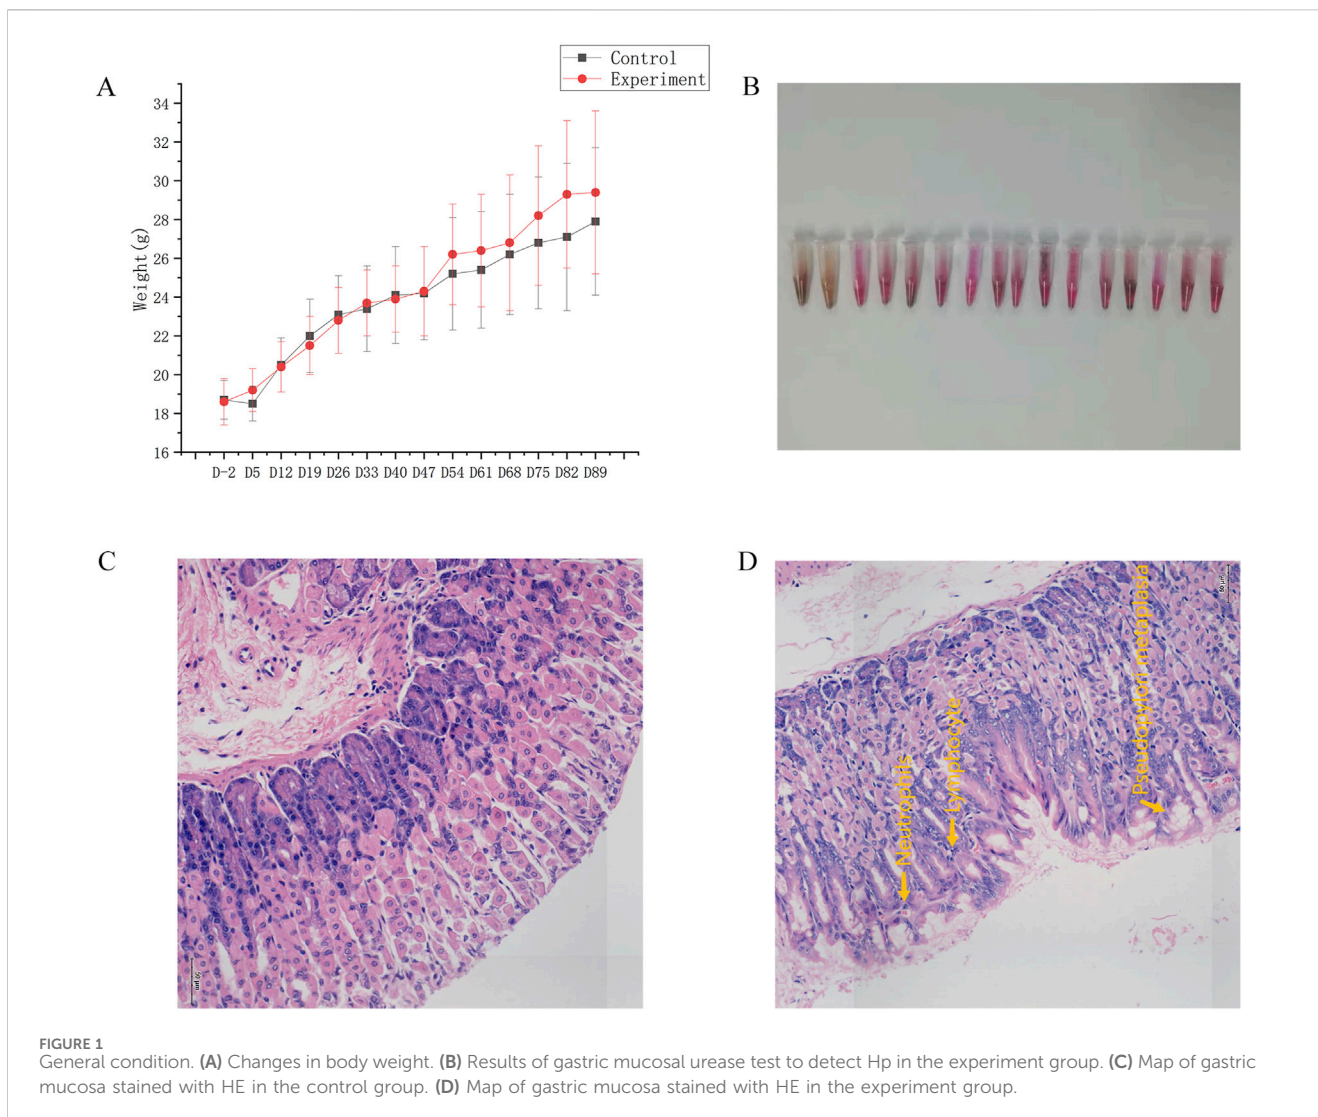 A
Control
Experiment
Weight(g)
34
32
30
28
26
24
22
20
18
16
D-2 D5 D12 D19 D26 D33 D40 D47 D54 D61 D68 D75 D82 D89
B
C
50 μm
D
Neutrophils
Lymphocyte
Pseudopylori metaplasia
FIGURE 1
General condition. (A) Changes in body weight. (B) Results of gastric mucosal urease test to detect Hp in the experiment group. (C) Map of gastric
mucosa stained with HE in the control group. (D) Map of gastric mucosa stained with HE in the experiment group.